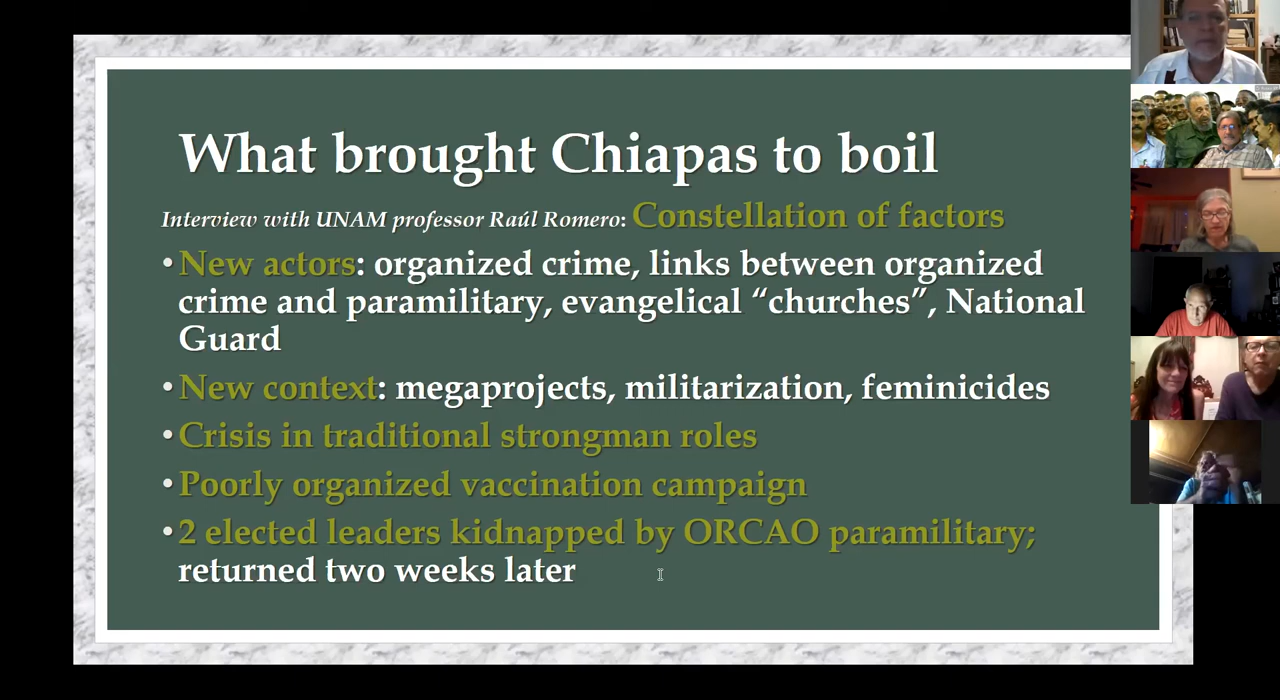 What brought Chiapas to boil
Interview with UNAM professor Raúl Romero: Constellation of factors
• New actors: organized crime, links between organized
crime and paramilitary, evangelical “churches”, National
Guard
• New context: megaprojects, militarization, feminicides
• Crisis in traditional strongman roles
• Poorly organized vaccination campaign
• 2 elected leaders kidnapped by ORCAO paramilitary;
returned two weeks later